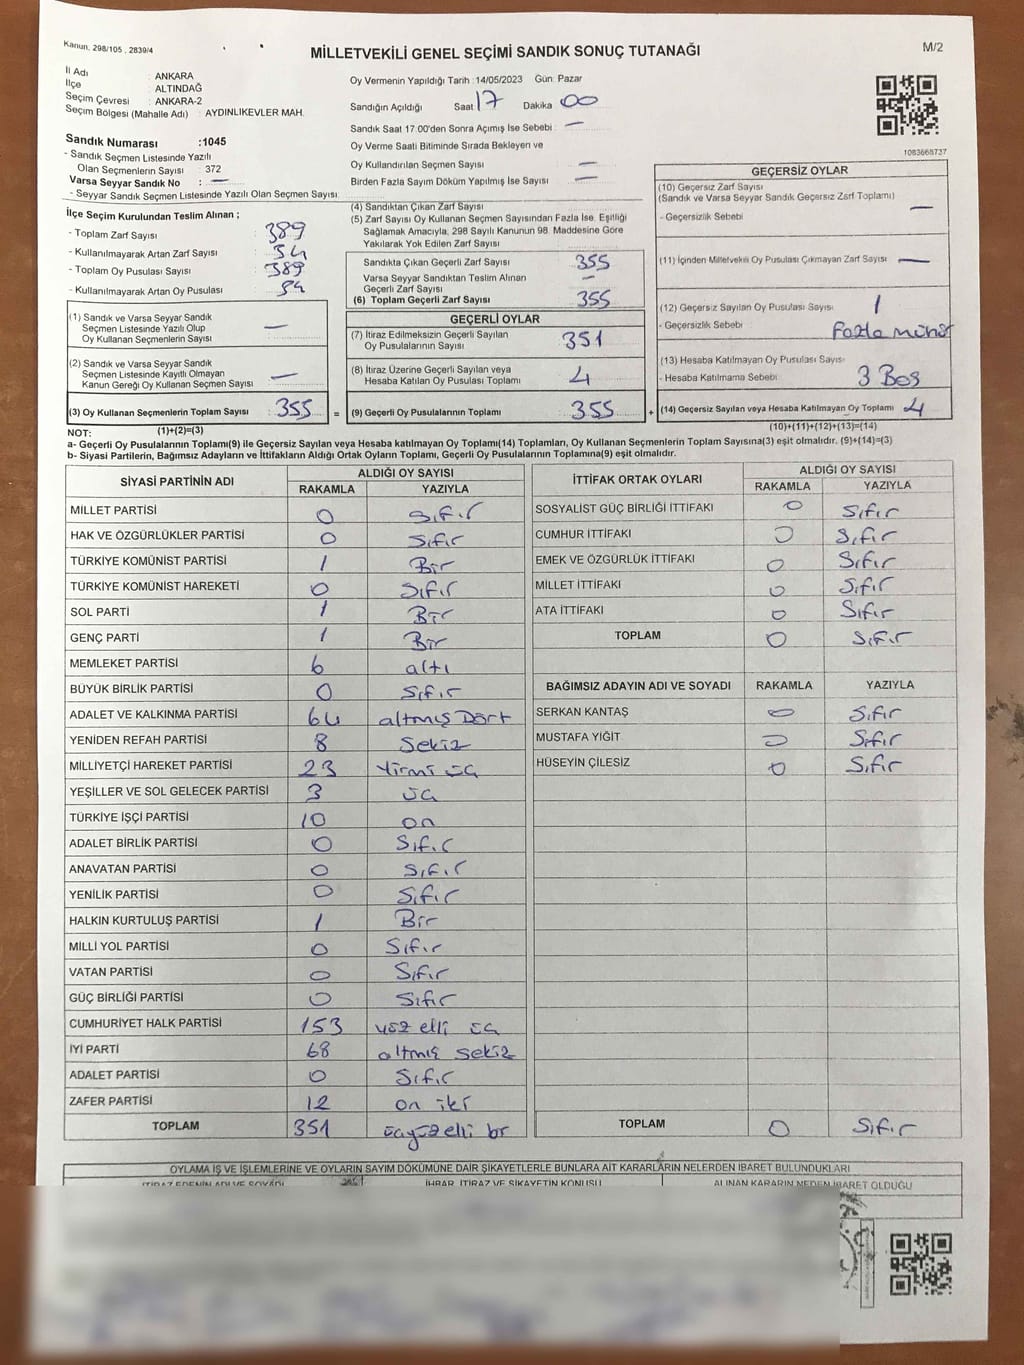 Kanun, 298/105 , 2839/4
MİLLETVEKİLİ GENEL SEÇİMİ SANDIK SONUÇ TUTANAĞI
M/2
İl Adı : ANKARA
İlçe : ALTINDAĞ
Seçim Çevresi : ANKARA-2
Seçim Bölgesi (Mahalle Adı) : AYDINLIKEVLER MAH.
Sandık Numarası :1045
- Sandık Seçmen Listesinde Yazılı
Olan Seçmenlerin Sayısı : 372
Varsa Seyyar Sandık No : —
- Seyyar Sandık Seçmen Listesinde Yazılı Olan Seçmen Sayısı:
İlçe Seçim Kurulundan Teslim Alınan ;
- Toplam Zarf Sayısı : 389
- Kullanılmayarak Artan Zarf Sayısı : 34
- Toplam Oy Pusulası Sayısı : 389
- Kullanılmayarak Artan Oy Pusulası : 34
Oy Vermenin Yapıldığı Tarih : 14/05/2023 Gün: Pazar
Sandığın Açıldığı Saat 17 Dakika 00
Sandık Saat 17.00'den Sonra Açımış İse Sebebi : —
Oy Verme Saati Bitiminde Sırada Bekleyen ve
Oy Kullandırılan Seçmen Sayısı : —
Birden Fazla Sayım Döküm Yapılmış İse Sayısı : —
(4) Sandıktan Çıkan Zarf Sayısı :
(5) Zarf Sayısı Oy Kullanan Seçmen Sayısından Fazla İse, Eşitliği
Sağlamak Amacıyla, 298 Sayılı Kanunun 98. Maddesine Göre
Yakılarak Yok Edilen Zarf Sayısı :
Sandıkta Çıkan Geçerli Zarf Sayısı : 355
Varsa Seyyar Sandıktan Teslim Alınan
Geçerli Zarf Sayısı : —
(6) Toplam Geçerli Zarf Sayısı : 355
1083668737
GEÇERSİZ OYLAR
(10) Geçersiz Zarf Sayısı
(Sandık ve Varsa Seyyar Sandık Geçersiz Zarf Toplamı) : —
- Geçersizlik Sebebi :
(11) İçinden Milletvekili Oy Pusulası Çıkmayan Zarf Sayısı : —
(12) Geçersiz Sayılan Oy Pusulası Sayısı : 1
- Geçersizlik Sebebi : Fazla mühür
(13) Hesaba Katılmayan Oy Pusulası Sayısı :
- Hesaba Katılmama Sebebi : 3 Boş
(14) Geçersiz Sayılan veya Hesaba Katılmayan Oy Toplamı : 4
(10)+(11)+(12)+(13)=(14)
(1) Sandık ve Varsa Seyyar Sandık
Seçmen Listesinde Yazılı Olup
Oy Kullanan Seçmenlerin Sayısı : —
(2) Sandık ve Varsa Seyyar Sandık
Seçmen Listesinde Kayıtlı Olmayan
Kanun Gereği Oy Kullanan Seçmen Sayısı : —
(3) Oy Kullanan Seçmenlerin Toplam Sayısı : 355 =
(1)+(2)=(3)
GEÇERLİ OYLAR
(7) İtiraz Edilmeksizin Geçerli Sayılan
Oy Pusulalarının Sayısı : 351
(8) İtiraz Üzerine Geçerli Sayılan veya
Hesaba Katılan Oy Pusulası Toplamı : 4
(9) Geçerli Oy Pusulalarının Toplamı : 355 +
NOT:
a- Geçerli Oy Pusulalarının Toplamı(9) ile Geçersiz Sayılan veya Hesaba katılmayan Oy Toplamı(14) Toplamları, Oy Kullanan Seçmenlerin Toplam Sayısına(3) eşit olmalıdır. (9)+(14)=(3)
b- Siyasi Partilerin, Bağımsız Adayların ve İttifakların Aldığı Ortak Oyların Toplamı, Geçerli Oy Pusulalarının Toplamına(9) eşit olmalıdır.
SİYASİ PARTİNİN ADI ALDIĞI OY SAYISI
RAKAMLA YAZIYLA
MİLLET PARTİSİ 0 Sıfır
HAK VE ÖZGÜRLÜKLER PARTİSİ 0 Sıfır
TÜRKİYE KOMÜNİST PARTİSİ 1 Bir
TÜRKİYE KOMÜNİST HAREKETİ 0 Sıfır
SOL PARTİ 1 Bir
GENÇ PARTİ 1 Bir
MEMLEKET PARTİSİ 6 altı
BÜYÜK BİRLİK PARTİSİ 0 Sıfır
ADALET VE KALKINMA PARTİSİ 64 altmış Dört
YENİDEN REFAH PARTİSİ 8 Sekiz
MİLLİYETÇİ HAREKET PARTİSİ 23 Yirmi üç
YEŞİLLER VE SOL GELECEK PARTİSİ 3 üç
TÜRKİYE İŞÇİ PARTİSİ 10 on
ADALET BİRLİK PARTİSİ 0 Sıfır
ANAVATAN PARTİSİ 0 Sıfır
YENİLİK PARTİSİ 0 Sıfır
HALKIN KURTULUŞ PARTİSİ 1 Bir
MİLLİ YOL PARTİSİ 0 Sıfır
VATAN PARTİSİ 0 Sıfır
GÜÇ BİRLİĞİ PARTİSİ 0 Sıfır
CUMHURİYET HALK PARTİSİ 153 yüz elli üç
İYİ PARTİ 68 altmış sekiz
ADALET PARTİSİ 0 Sıfır
ZAFER PARTİSİ 12 on iki
TOPLAM 351 üçyüz elli br
İTTİFAK ORTAK OYLARI ALDIĞI OY SAYISI
RAKAMLA YAZIYLA
SOSYALİST GÜÇ BİRLİĞİ İTTİFAKI 0 Sıfır
CUMHUR İTTİFAKI 0 Sıfır
EMEK VE ÖZGÜRLÜK İTTİFAKI 0 Sıfır
MİLLET İTTİFAKI 0 Sıfır
ATA İTTİFAKI 0 Sıfır
TOPLAM 0 Sıfır
BAĞIMSIZ ADAYIN ADI VE SOYADI RAKAMLA YAZIYLA
SERKAN KANTAŞ 0 Sıfır
MUSTAFA YİĞİT 0 Sıfır
HÜSEYİN ÇİLESİZ 0 Sıfır
TOPLAM 0 Sıfır
OYLAMA İŞ VE İŞLEMLERİNE VE OYLARIN SAYIM DÖKÜMÜNE DAİR ŞİKAYETLERLE BUNLARA AİT KARARLARIN NELERDEN İBARET BULUNDUKLARI
İTİRAZ EDENİN ADI VE SOYADI İHBAR, İTİRAZ VE ŞİKAYETİN KONUSU ALINAN KARARIN NEDEN İBARET OLDUĞU